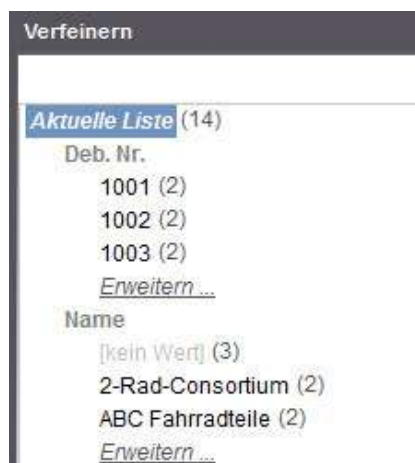 Verfeinern
Aktuelle Liste (14)
Deb. Nr.
1001 (2)
1002 (2)
1003 (2)
Erweitern ...
Name
[kein Wert] (3)
2-Rad-Consortium (2)
ABC Fahrradteile (2)
Erweitern ...